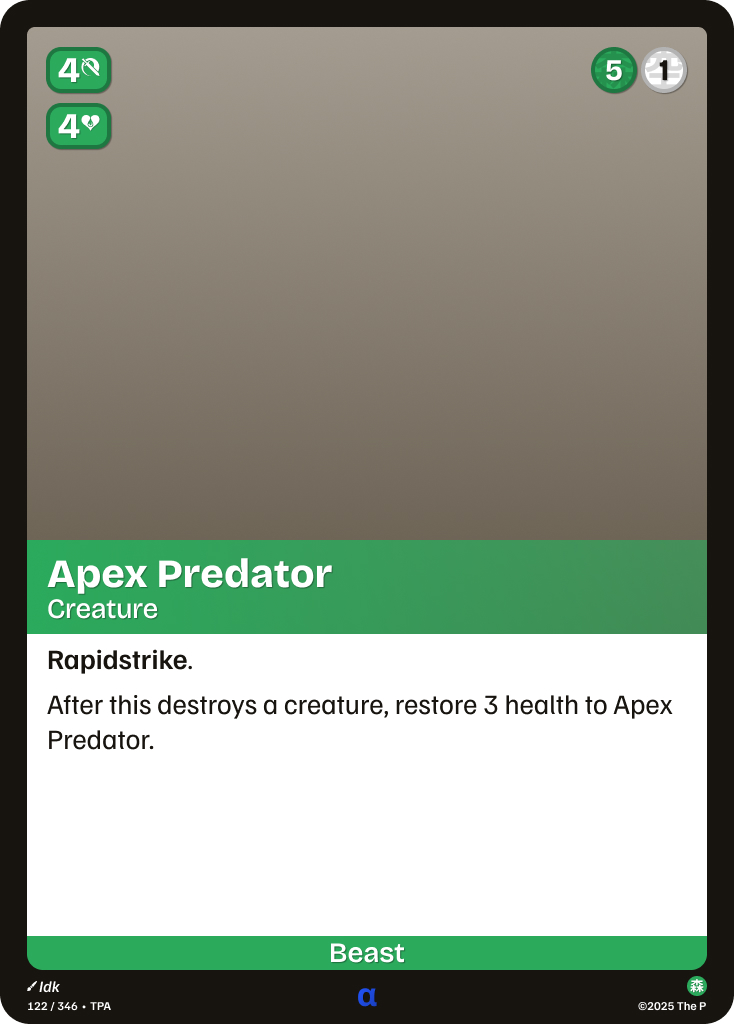 4
5 1
4
Apex Predator
Creature
Rapidstrike.
After this destroys a creature, restore 3 health to Apex
Predator.
Beast
Idk
森
122 / 346 • TPA
α
©2025 The P